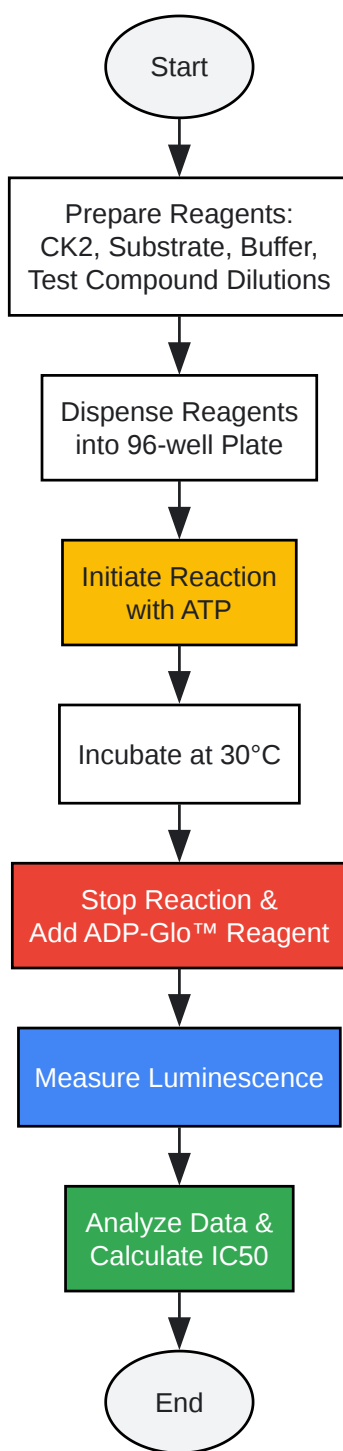 Start
Prepare Reagents:
CK2, Substrate, Buffer,
Test Compound Dilutions
Dispense Reagents
into 96-well Plate
Initiate Reaction
with ATP
Incubate at 30°C
Stop Reaction &
Add ADP-Glo™ Reagent
Measure Luminescence
Analyze Data &
Calculate IC50
End